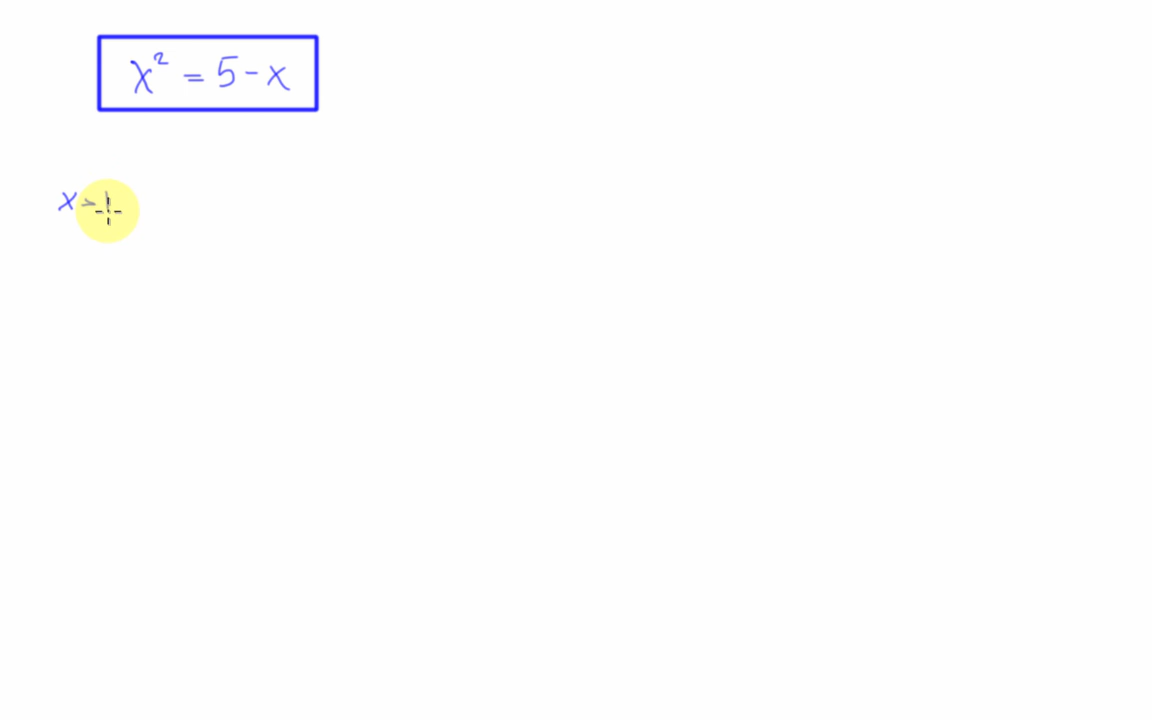 x² = 5 - x
x =